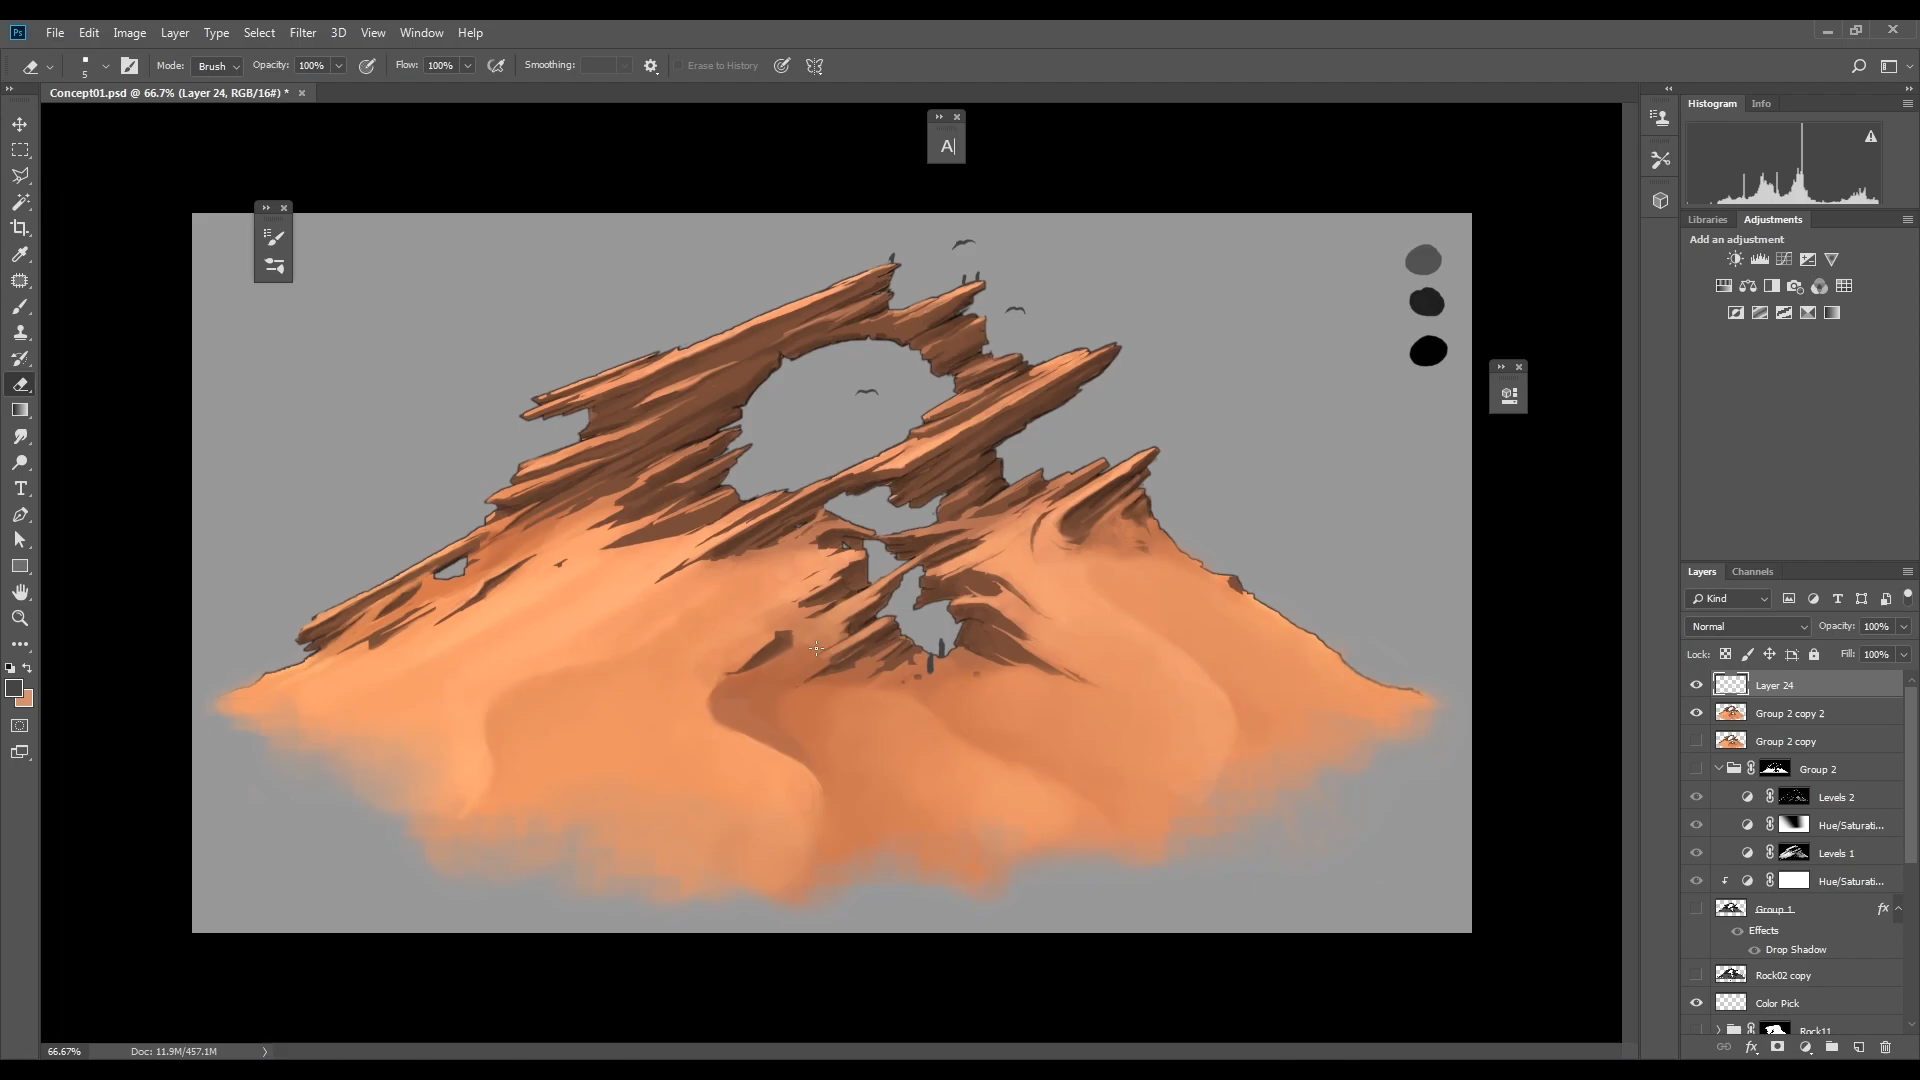 Ps File Edit Image Layer Type Select Filter 3D View Window Help
5 Mode: Brush Opacity: 100% Flow: 100% Smoothing: Erase to History
Concept01.psd @ 66.7% (Layer 24, RGB/16#) *
A
Histogram Info
Libraries Adjustments
Add an adjustment
Layers Channels
Kind
Normal Opacity: 100%
Lock: Fill: 100%
Layer 24
Group 2 copy 2
Group 2 copy
Group 2
Levels 2
Hue/Saturati...
Levels 1
Hue/Saturati...
Group 1 fx
Effects
Drop Shadow
Rock02 copy
Color Pick
Rock11
fx
66.67% Doc: 11.9M/457.1M